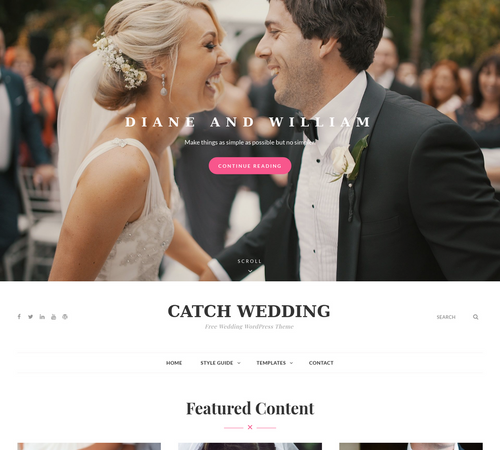 DIANE AND WILLIAM
Make things as simple as possible but no simpler
CONTINUE READING
SCROLL
CATCH WEDDING
Free Wedding WordPress Theme
SEARCH
HOME
STYLE GUIDE
TEMPLATES
CONTACT
Featured Content